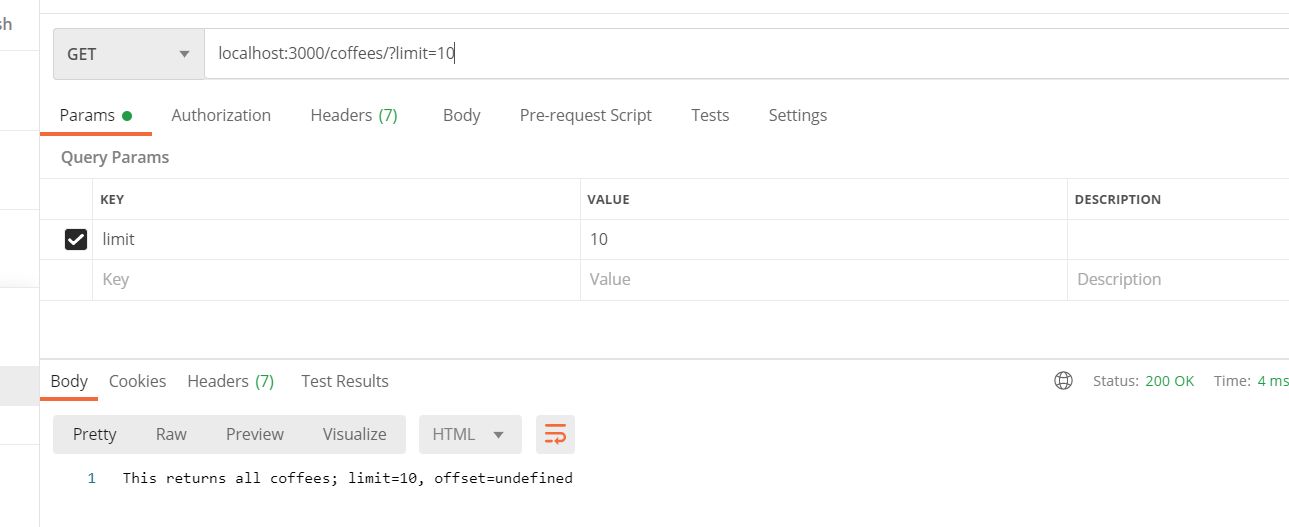 sh
GET localhost:3000/coffees/?limit=10
Params Authorization Headers (7) Body Pre-request Script Tests Settings
Query Params
KEY VALUE DESCRIPTION
limit 10
Key Value Description
Body Cookies Headers (7) Test Results Status: 200 OK Time: 4 ms
Pretty Raw Preview Visualize HTML
1 This returns all coffees; limit=10, offset=undefined